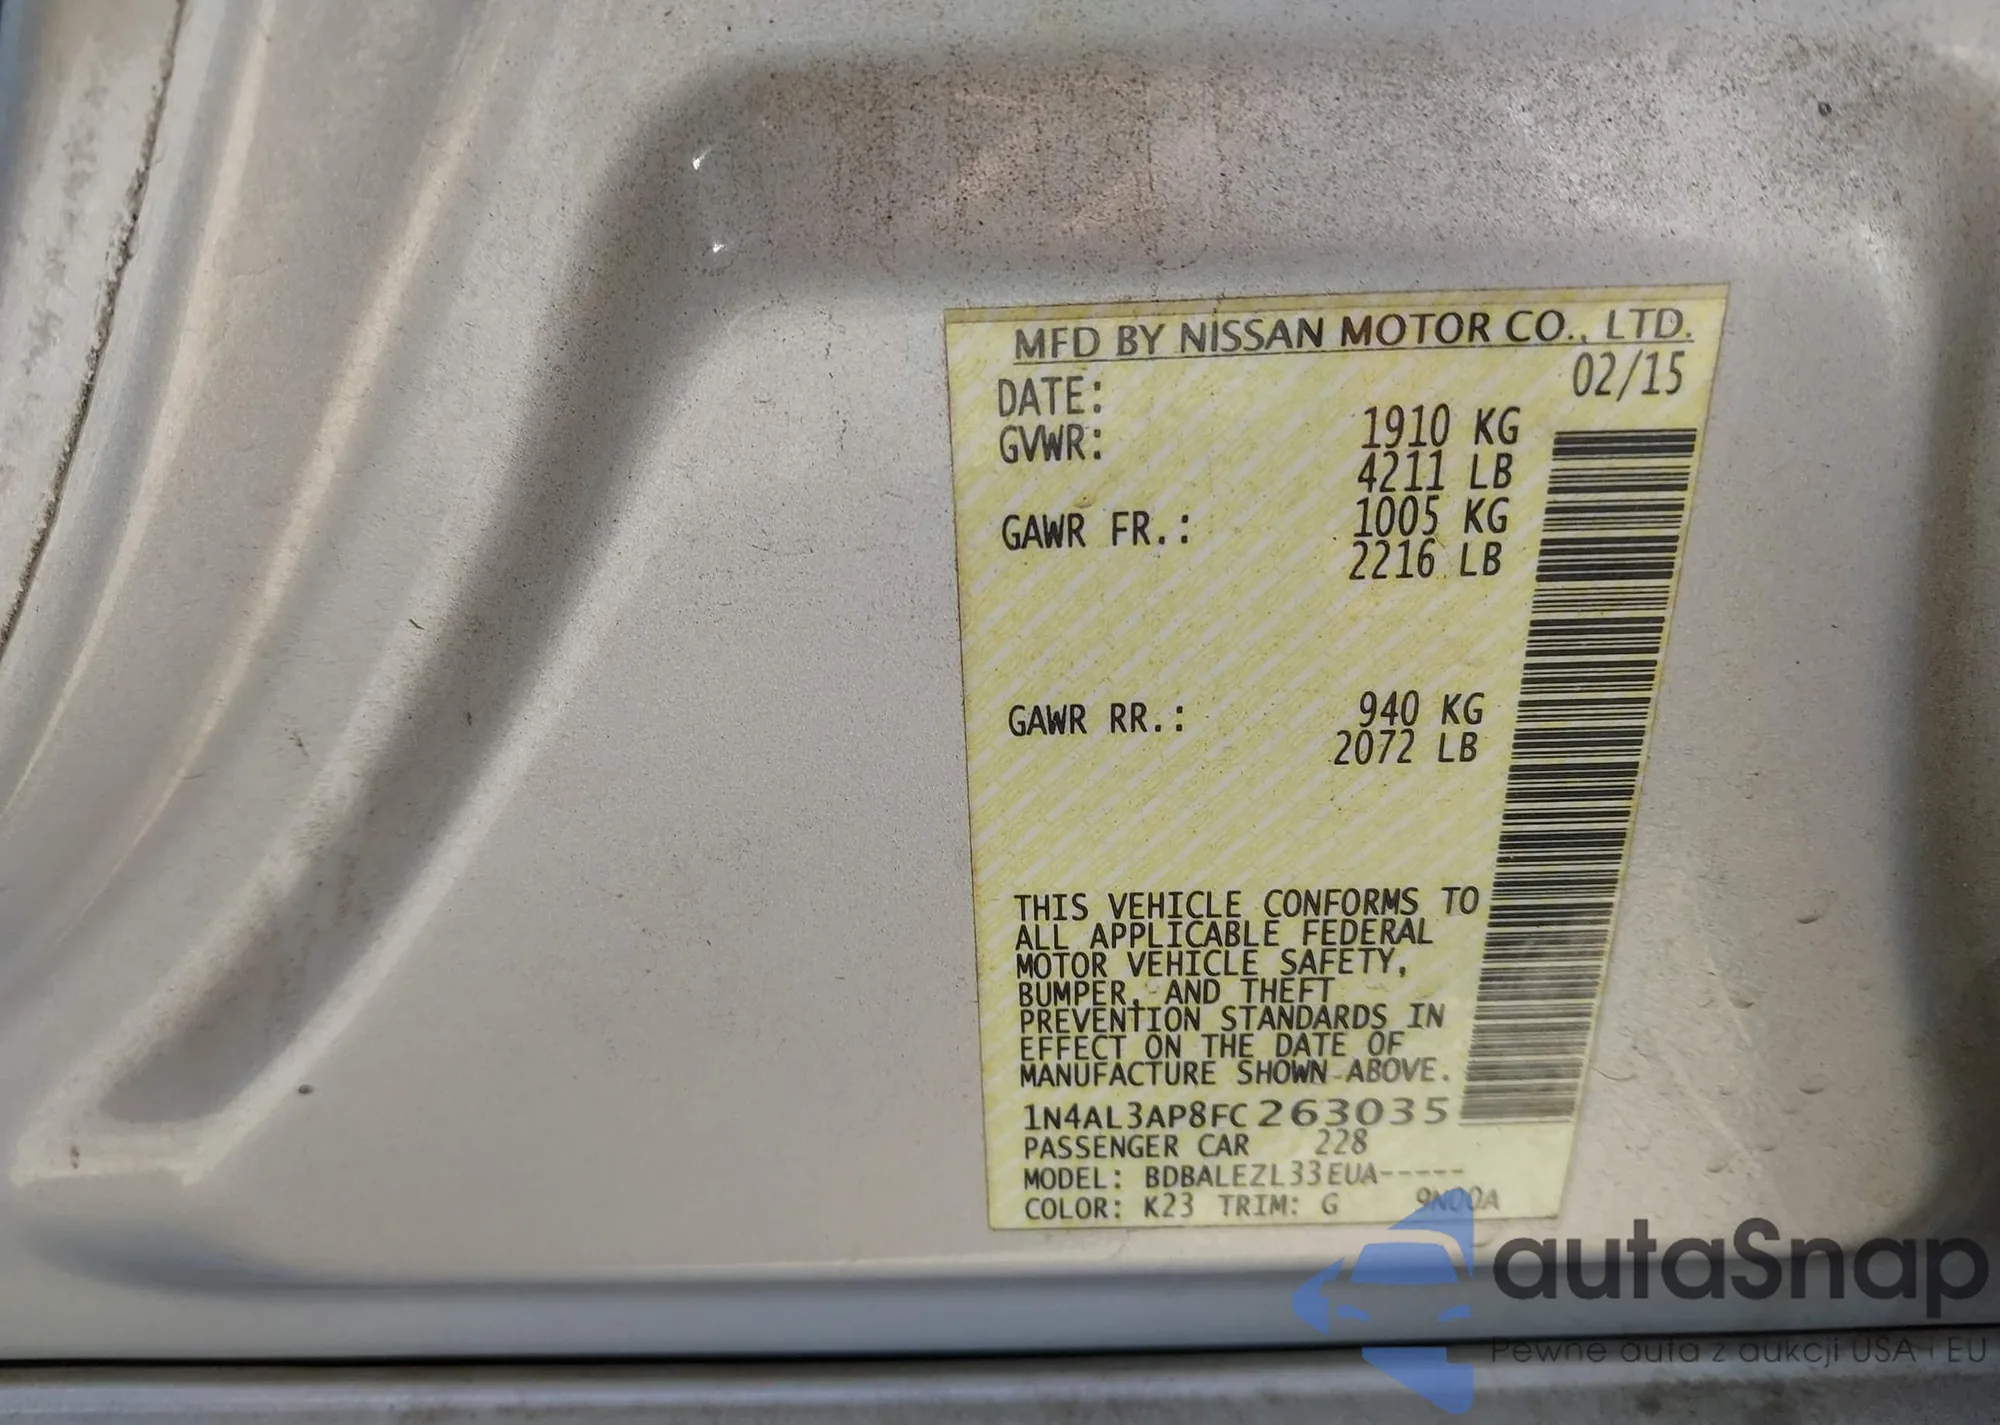 MFD BY NISSAN MOTOR CO., LTD.
DATE: 02/15
GVWR: 1910 KG
4211 LB
GAWR FR.: 1005 KG
2216 LB
GAWR RR.: 940 KG
2072 LB
THIS VEHICLE CONFORMS TO
ALL APPLICABLE FEDERAL
MOTOR VEHICLE SAFETY,
BUMPER, AND THEFT
PREVENTION STANDARDS IN
EFFECT ON THE DATE OF
MANUFACTURE SHOWN ABOVE.
1N4AL3AP8FC263035
PASSENGER CAR 228
MODEL: BDBALEZL33EUA-----
COLOR: K23 TRIM: G 9N00A
autaSnap
Pewne auta z aukcji USA i EU